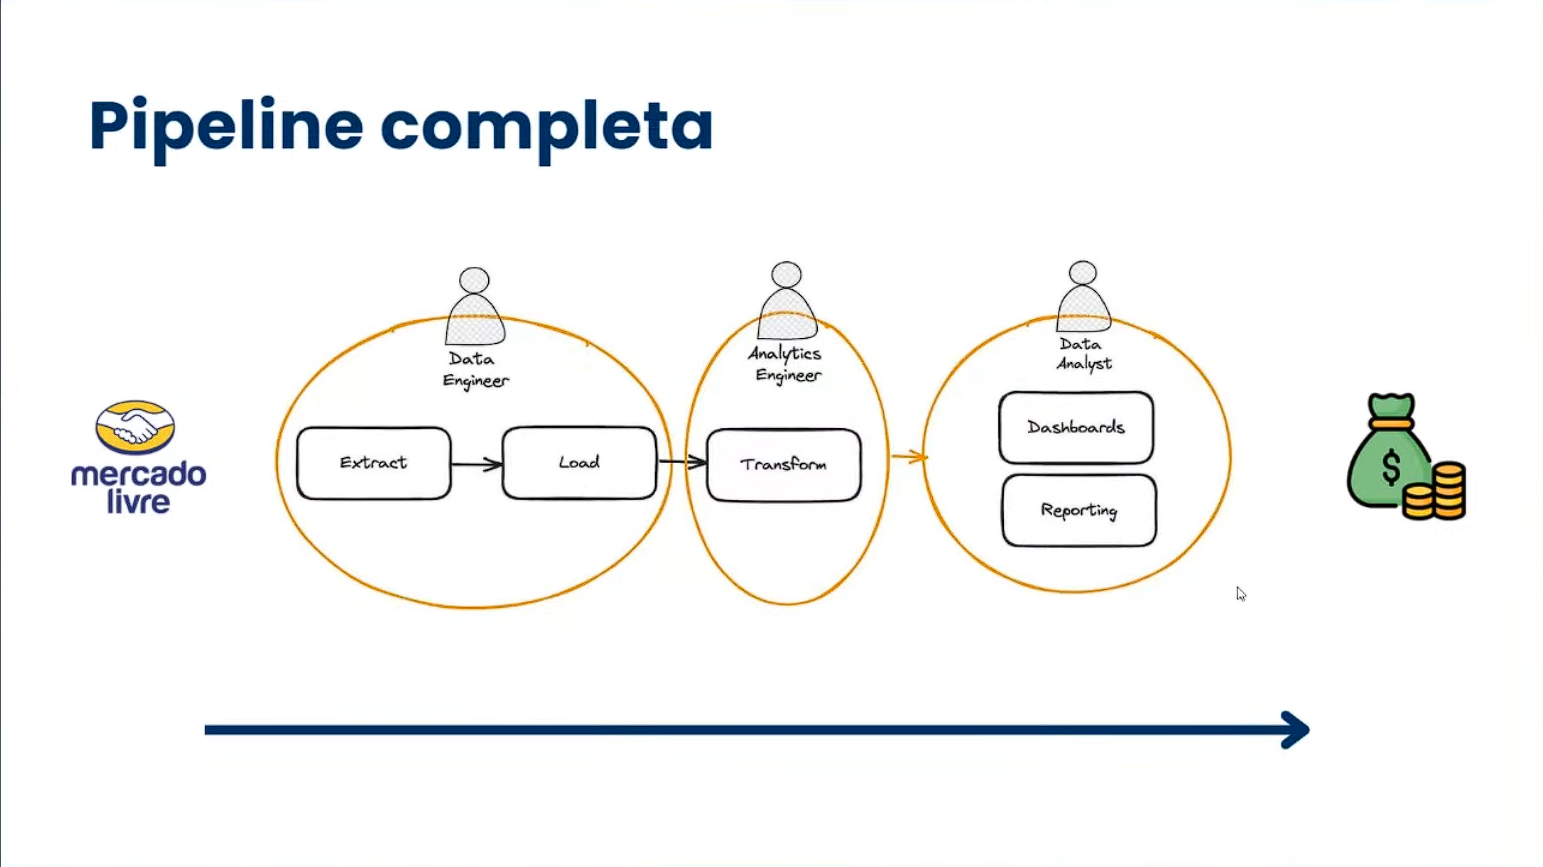 Pipeline completa
mercado
livre
Data
Engineer
Extract
Load
Analytics
Engineer
Transform
Data
Analyst
Dashboards
Reporting
$